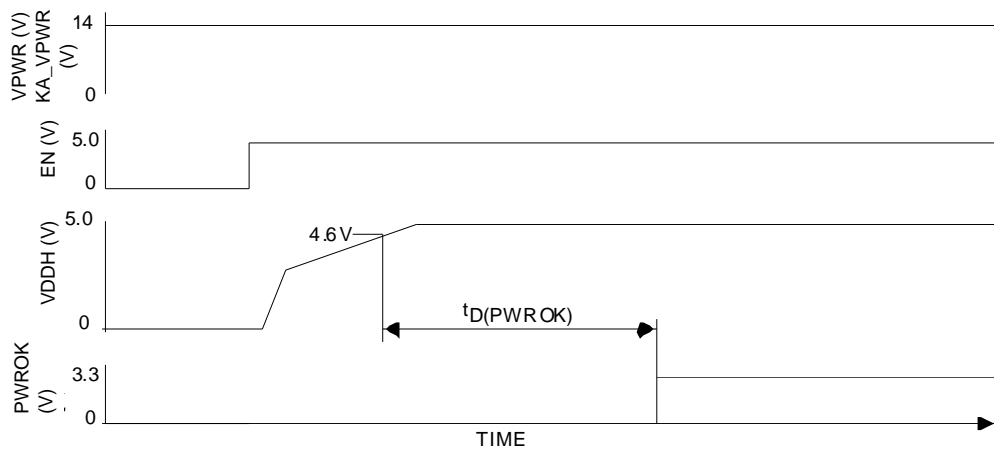 VPWR (V)
KA_VPWR
(V)
14
0
EN (V)
5.0
0
VDDH (V)
5.0
4.6V
0
tD(PWROK)
PWROK
(V)
3.3
0
TIME